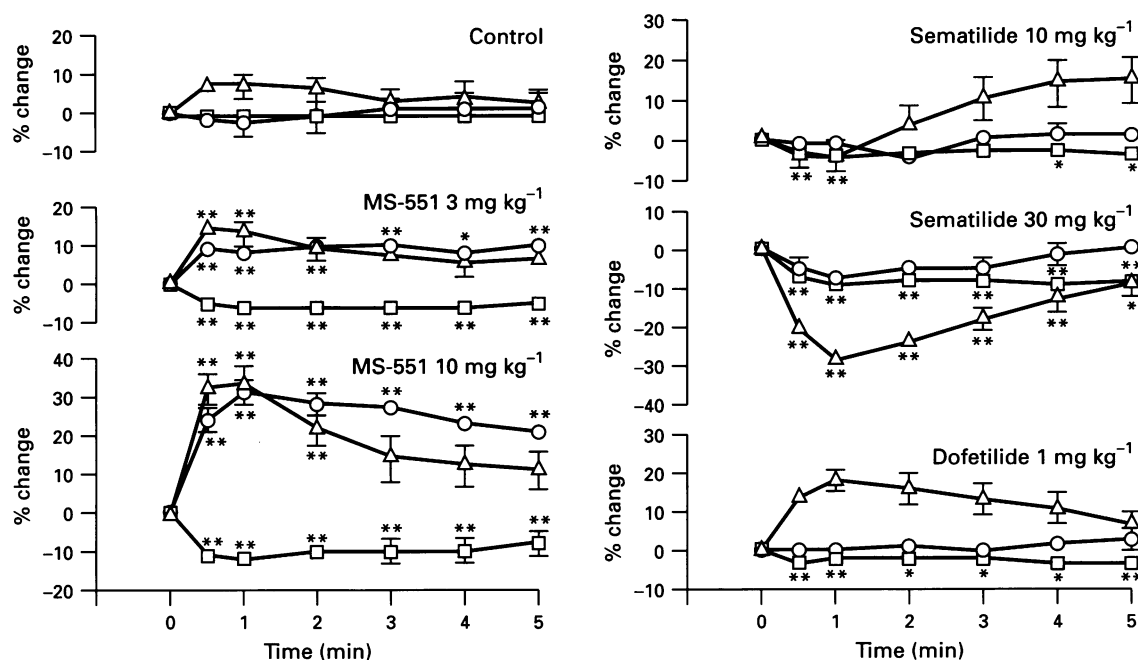 Control
% change
20
10
0
−10
MS-551 3 mg kg⁻¹
% change
20
10
0
−10
** ** ** * **
** ** **
** ** ** ** ** **
MS-551 10 mg kg⁻¹
% change
40
30
20
10
0
−10
−20
** ** ** ** ** **
** ** **
** ** ** ** ** **
0 1 2 3 4 5
Time (min)
Sematilide 10 mg kg⁻¹
% change
30
20
10
0
−10
** ** * *
Sematilide 30 mg kg⁻¹
% change
10
0
−10
−20
−30
−40
** ** ** ** ** **
** ** ** ** ** *
Dofetilide 1 mg kg⁻¹
% change
30
20
10
0
−10
** ** * * * **
0 1 2 3 4 5
Time (min)